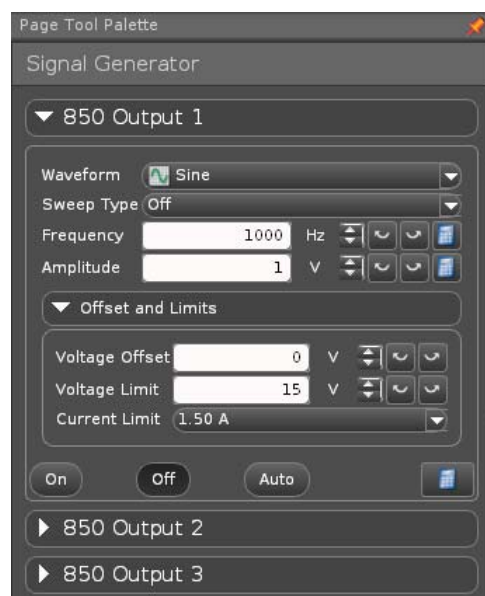 Page Tool Palette
Signal Generator
850 Output 1
Waveform Sine
Sweep Type Off
Frequency 1000 Hz
Amplitude 1 V
Offset and Limits
Voltage Offset 0 V
Voltage Limit 15 V
Current Limit 1.50 A
On Off Auto
850 Output 2
850 Output 3